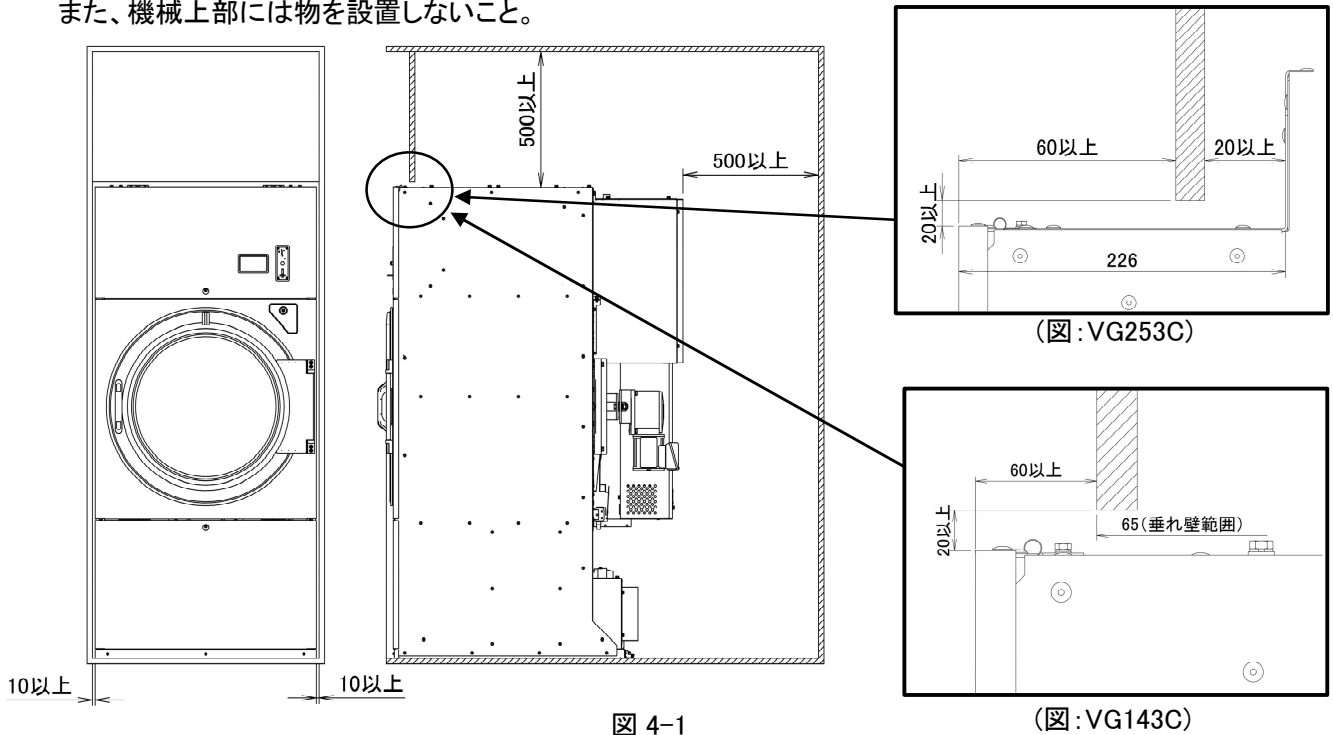 また、機械上部には物を設置しないこと。
500以上
500以上
10以上
10以上
図 4-1
60以上
20以上
20以上
226
(図:VG253C)
60以上
20以上
65(垂れ壁範囲)
(図:VG143C)